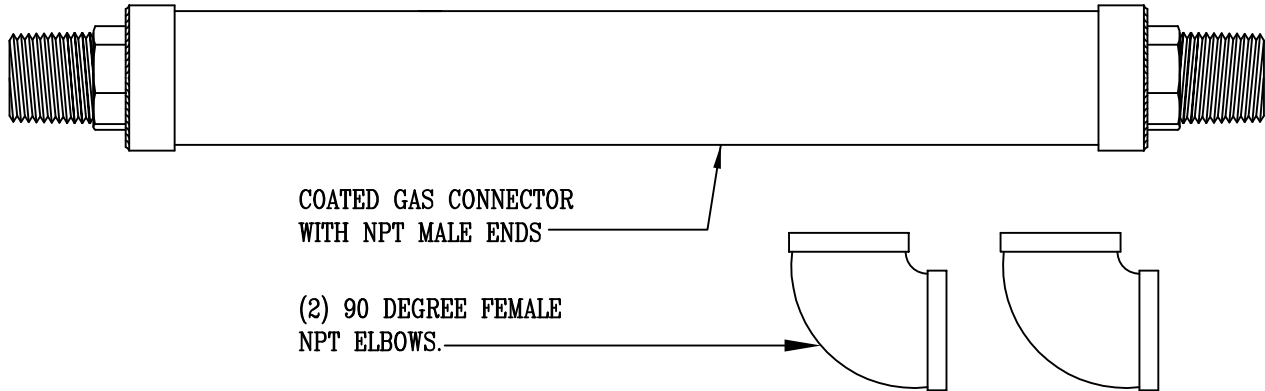 COATED GAS CONNECTOR
WITH NPT MALE ENDS
(2) 90 DEGREE FEMALE
NPT ELBOWS.